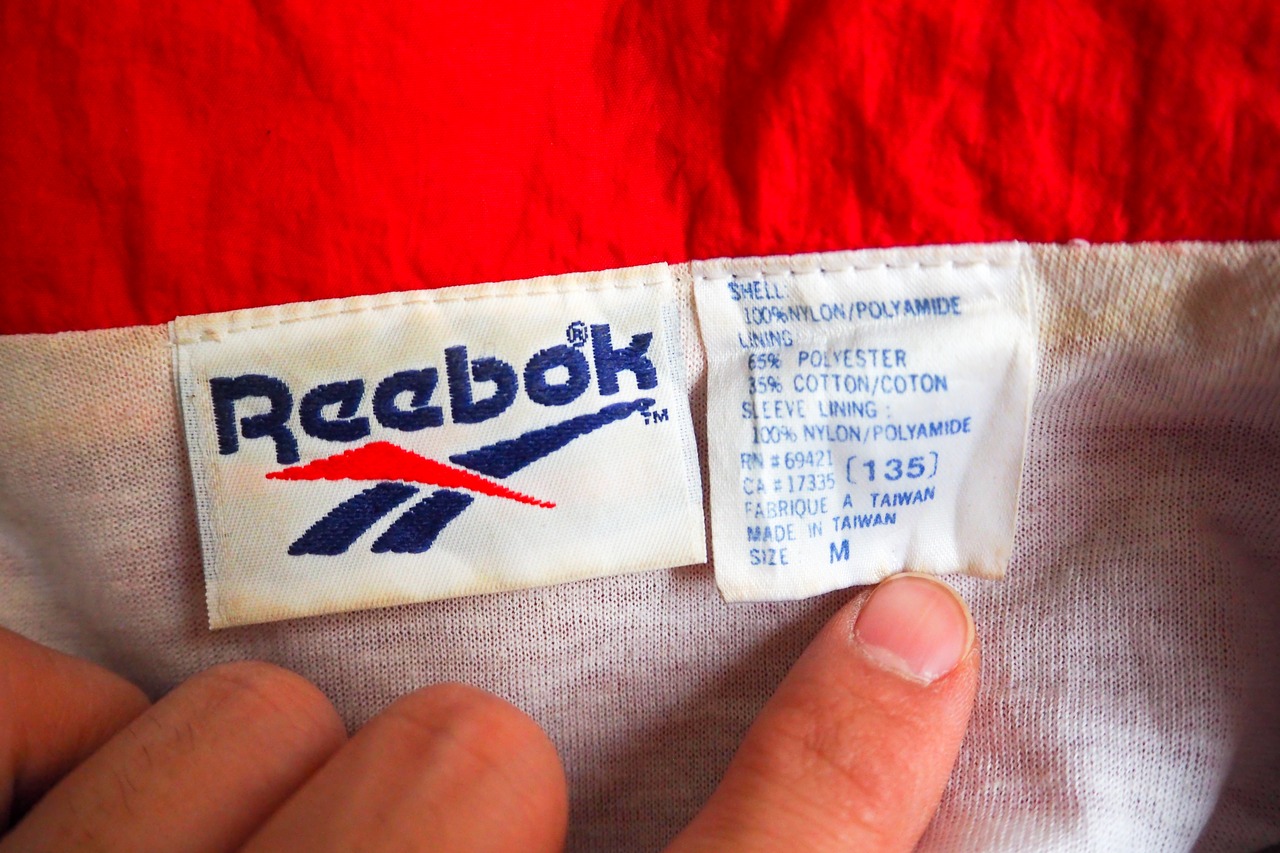 Reebok®
TM
SHELL:
100% NYLON/POLYAMIDE
LINING
65% POLYESTER
35% COTTON/COTON
SLEEVE LINING:
100% NYLON/POLYAMIDE
RN #69421
CA #17335 (135)
FABRIQUE A TAIWAN
MADE IN TAIWAN
SIZE : M